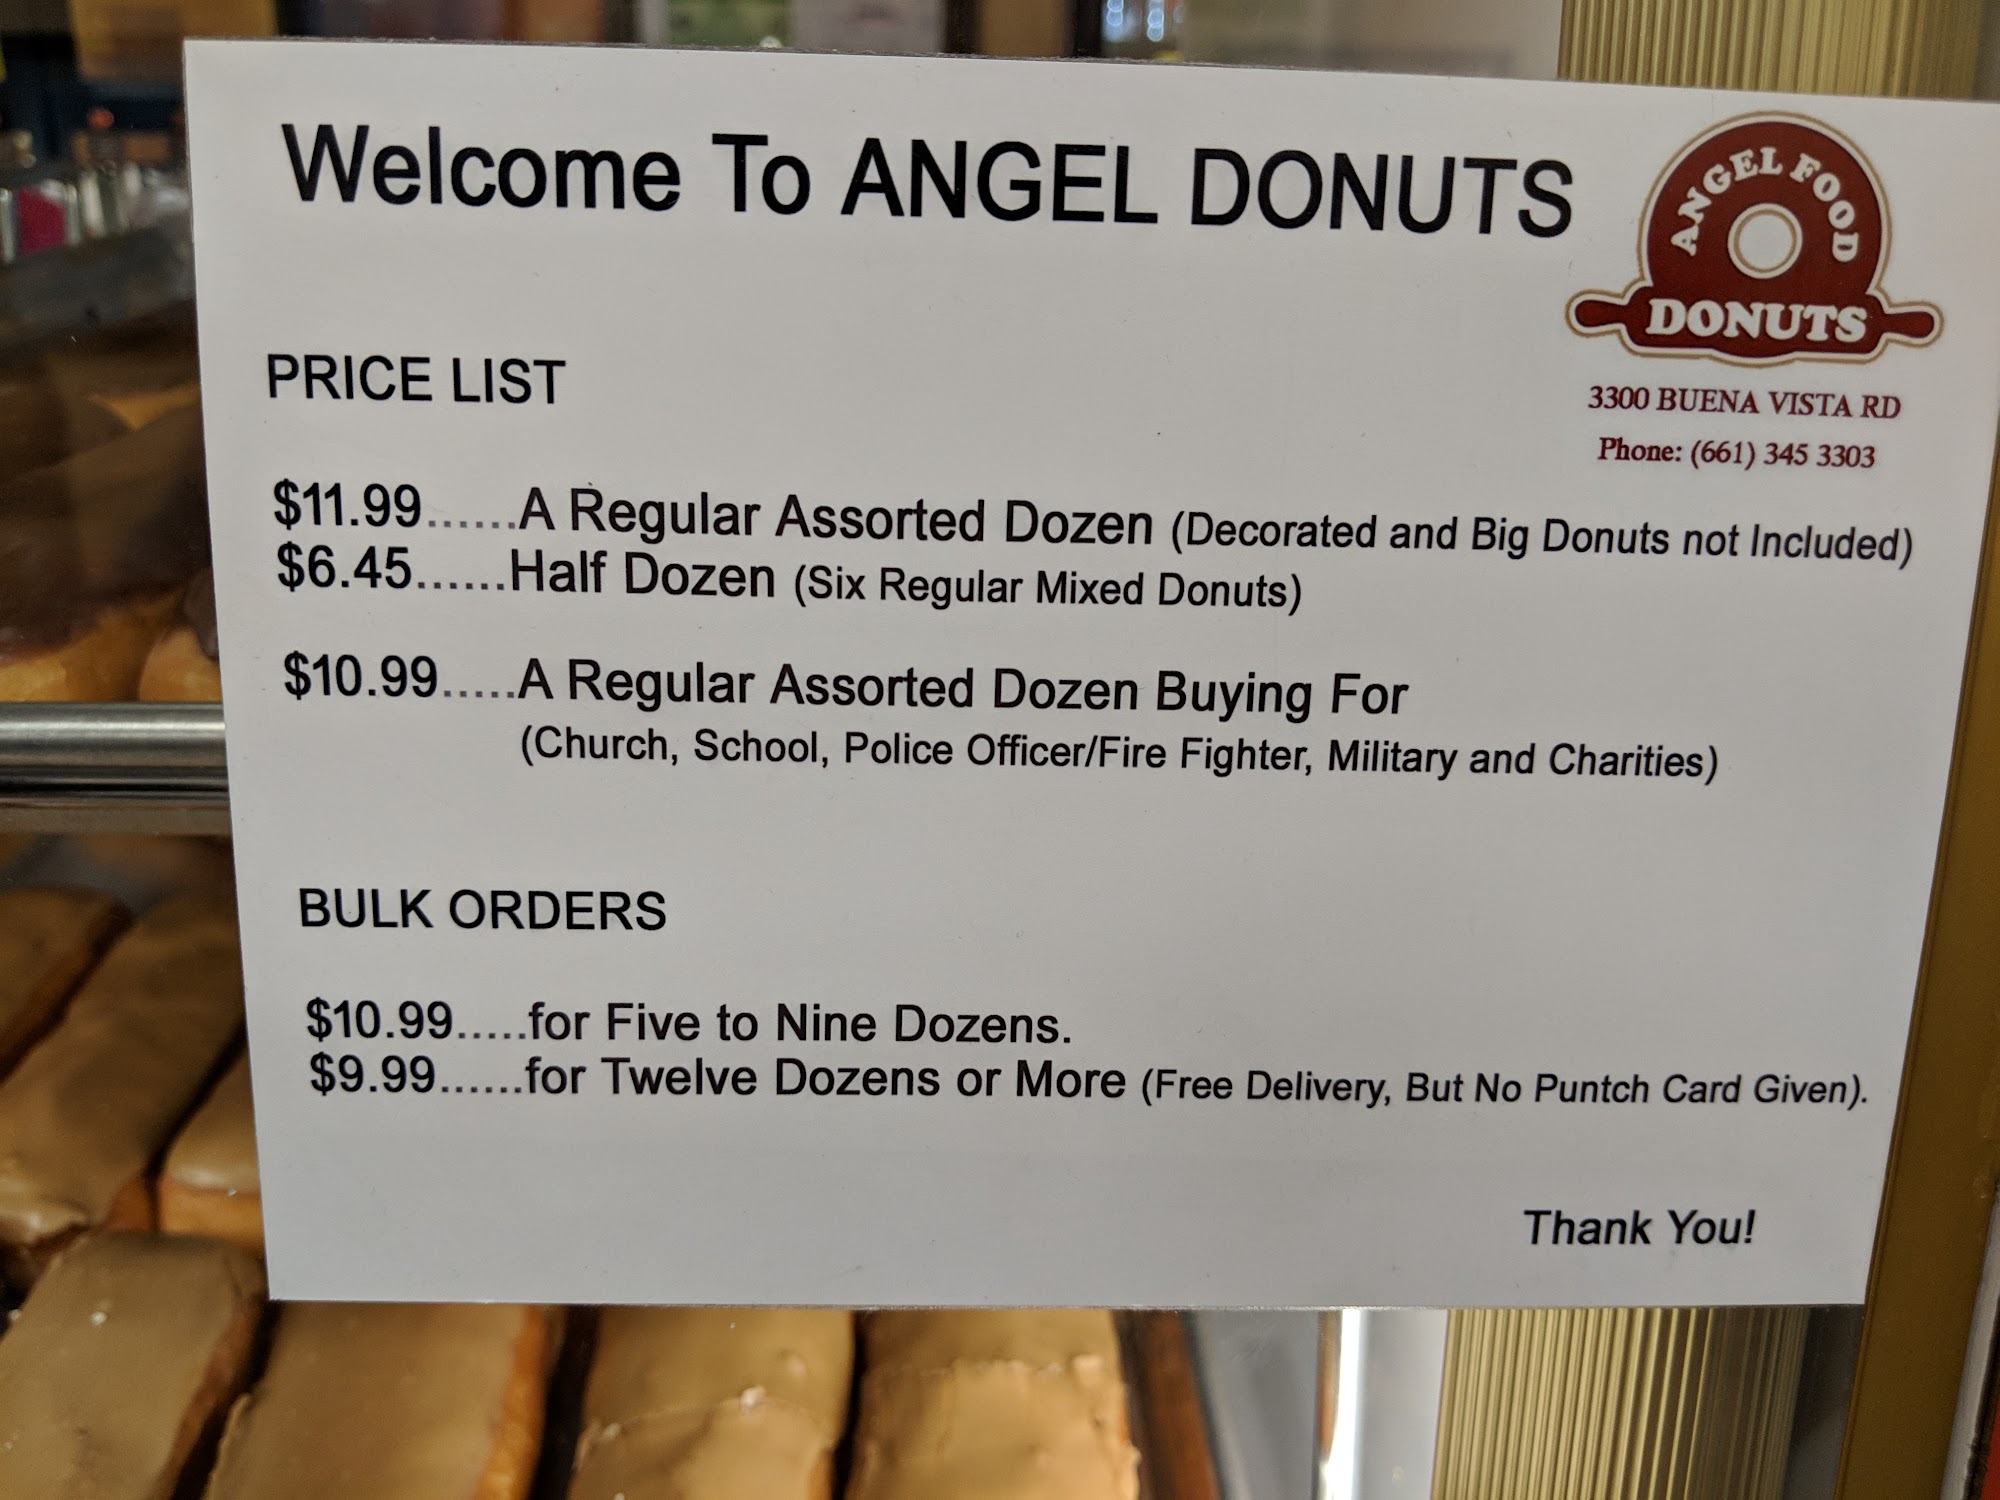 Welcome To ANGEL DONUTS
ANGEL FOOD
DONUTS
3300 BUENA VISTA RD
Phone: (661) 345 3303
PRICE LIST
$11.99......A Regular Assorted Dozen (Decorated and Big Donuts not Included)
$6.45......Half Dozen (Six Regular Mixed Donuts)
$10.99.....A Regular Assorted Dozen Buying For
(Church, School, Police Officer/Fire Fighter, Military and Charities)
BULK ORDERS
$10.99.....for Five to Nine Dozens.
$9.99......for Twelve Dozens or More (Free Delivery, But No Puntch Card Given).
Thank You!